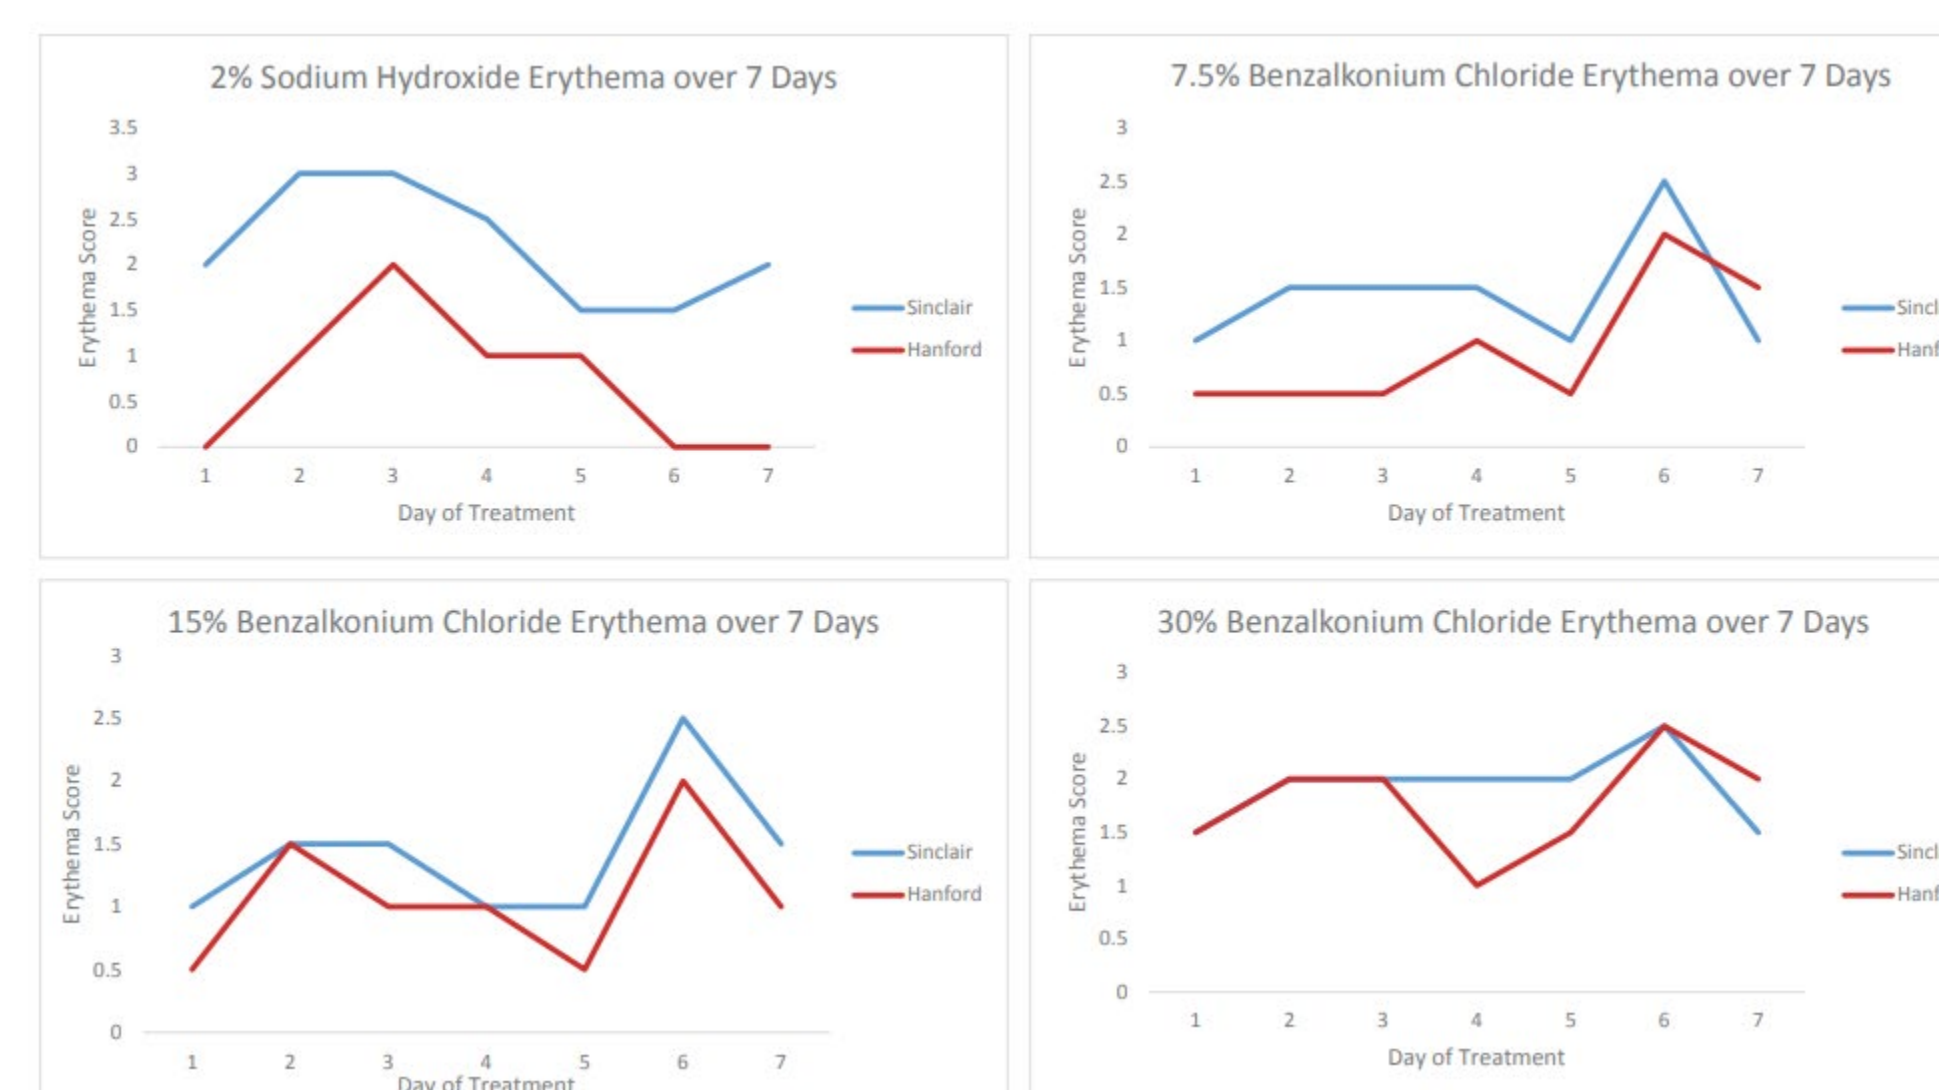 2% Sodium Hydroxide Erythema over 7 Days
3.5
3
2.5
2
1.5
1
0.5
0
Erythema Score
1 2 3 4 5 6 7
Day of Treatment
Sinclair
Hanford
7.5% Benzalkonium Chloride Erythema over 7 Days
3
2.5
2
1.5
1
0.5
0
Erythema Score
1 2 3 4 5 6 7
Day of Treatment
Sincl
Hanf
15% Benzalkonium Chloride Erythema over 7 Days
3
2.5
2
1.5
1
0.5
0
Erythema Score
1 2 3 4 5 6 7
Day of Treatment
Sinclair
Hanford
30% Benzalkonium Chloride Erythema over 7 Days
3
2.5
2
1.5
1
0.5
0
Erythema Score
1 2 3 4 5 6 7
Day of Treatment
Sincl
Hanf